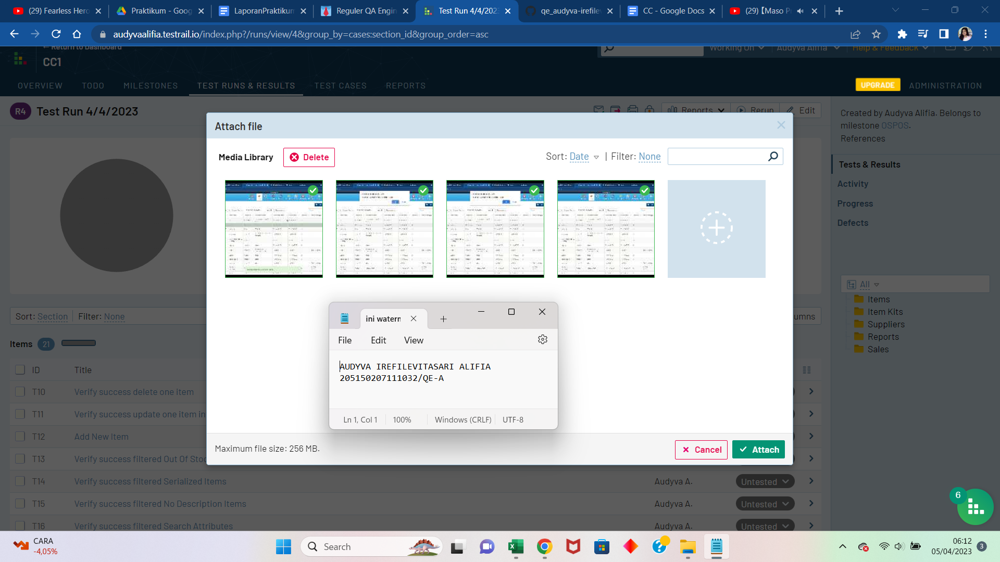 (29) Fearless Hero
Praktikum - Goog
LaporanPraktikum
Reguler QA Engin
Test Run 4/4/202
qe_audyva-irefilev
CC - Google Docs
(29) 【Maso P
audyvaalifia.testrail.io/index.php?/runs/view/4&group_by=cases:section_id&group_order=asc
← Return to Dashboard
Working On
Audyva Alifia
Help & Feedback
CC1
OVERVIEW
TODO
MILESTONES
TEST RUNS & RESULTS
TEST CASES
REPORTS
UPGRADE
ADMINISTRATION
R4
Test Run 4/4/2023
Reports
Rerun
Edit
Created by Audyva Alifia. Belongs to
milestone OSPOS.
References
Tests & Results
Activity
Progress
Defects
All
Items
Item Kits
Suppliers
Reports
Sales
Attach file
Media Library
Delete
Sort: Date
| Filter: None
ini watern
File
Edit
View
AUDYVA IREFILEVITASARI ALIFIA
205150207111032/QE-A
Ln 1, Col 1
100%
Windows (CRLF)
UTF-8
Maximum file size: 256 MB.
Cancel
Attach
Sort: Section
Filter: None
umns
Items 21
ID
Title
T10
Verify success delete one item
T11
Verify success update one item in
T12
Add New Item
T13
Verify success filtered Out Of Stoc
T14
Verify success filtered Serialized Items
Audyva A.
Untested
T15
Verify success filtered No Description Items
Audyva A.
Untested
T16
Verify success filtered Search Attributes
Audyva A.
Untested
6
CARA
-4,05%
Search
06:12
05/04/2023
3